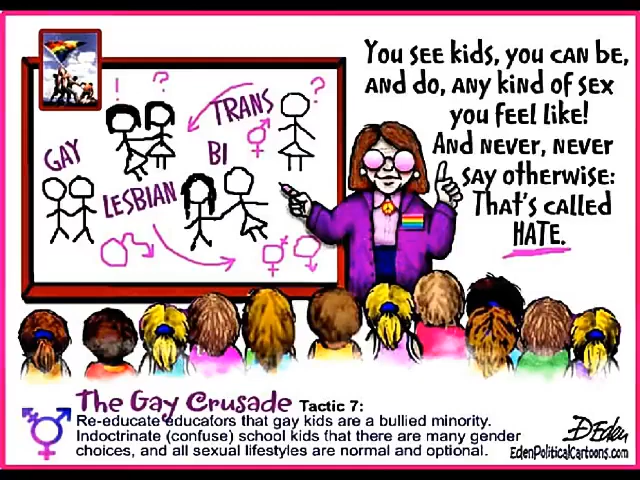 You see kids, you can be,
and do, any kind of sex
you feel like!
And never, never
say otherwise:
That's called
HATE.
! ? TRANS ?
GAY
BI
LESBIAN
The Gay Crusade Tactic 7:
Re-educate educators that gay kids are a bullied minority.
Indoctrinate (confuse) school kids that there are many gender
choices, and all sexual lifestyles are normal and optional.
D Eden
EdenPoliticalCartoons.com